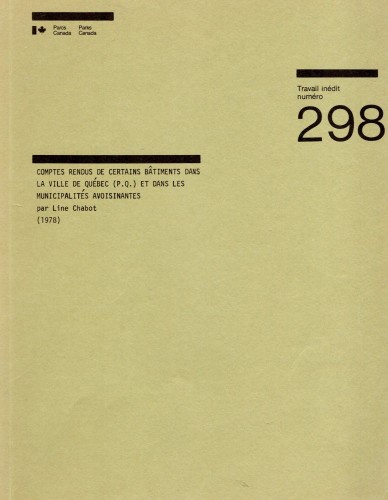 Parcs Canada
Parks Canada
Travail inédit
numéro
298
COMPTES RENDUS DE CERTAINS BÂTIMENTS DANS
LA VILLE DE QUÉBEC (P.Q.) ET DANS LES
MUNICIPALITÉS AVOISINANTES
par Line Chabot
(1978)